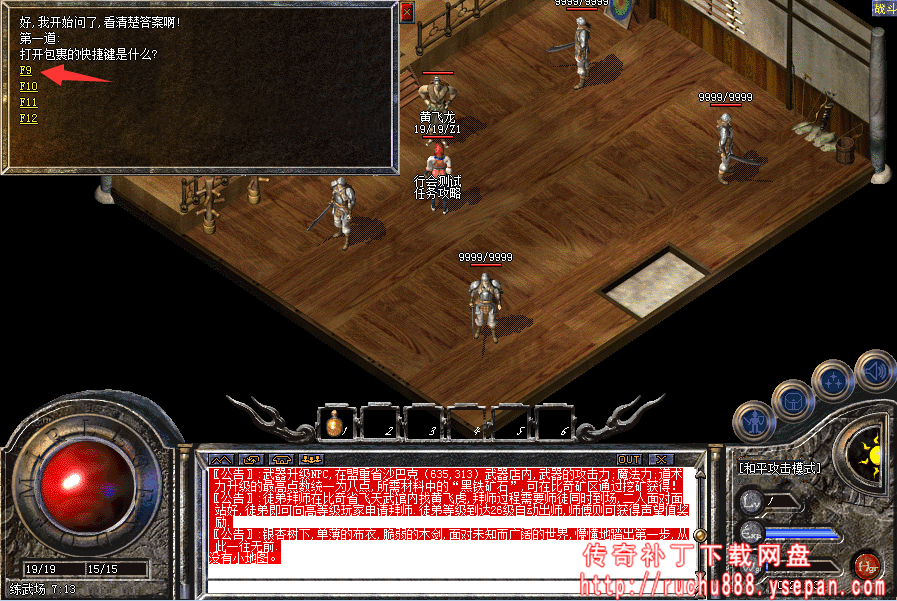 好,我开始问了,看清楚答案啊!
第一道:
打开包裹的快捷键是什么?
F9
F10
F11
F12
9999/9999
战斗
9999/9999
黄飞龙
19/19/Z1
行会测试
任务攻略
9999/9999
1 2 3 4 5 6
OUT
[和平攻击模式]
Lv 1
Exp
【公告】:武器升级NPC,在盟重省沙巴克（635,313）武器店内,武器的攻击力,魔法力,道术
力升级的最高点数统一为八点,所需材料中的“黑铁矿石”,可在比奇矿区通过挖矿获得!
【公告】:徒弟拜师在比奇省飞天武馆内找黄飞虎,拜师过程需要师徒同时到场,二人面对面
站好,徒弟即可向高等级玩家申请拜师,徒弟等级到达26级自动出师,师傅则可获得声望值奖
励。
【公告】:银杏树下,单薄的布衣,脆弱的木剑,面对未知而广阔的世界,懵懂地踏出第一步,从
此一往无前.
没有小地图。
19/19 15/15
练武场 7:13
传奇补丁下载网盘
http://ruchu888.ysepan.com